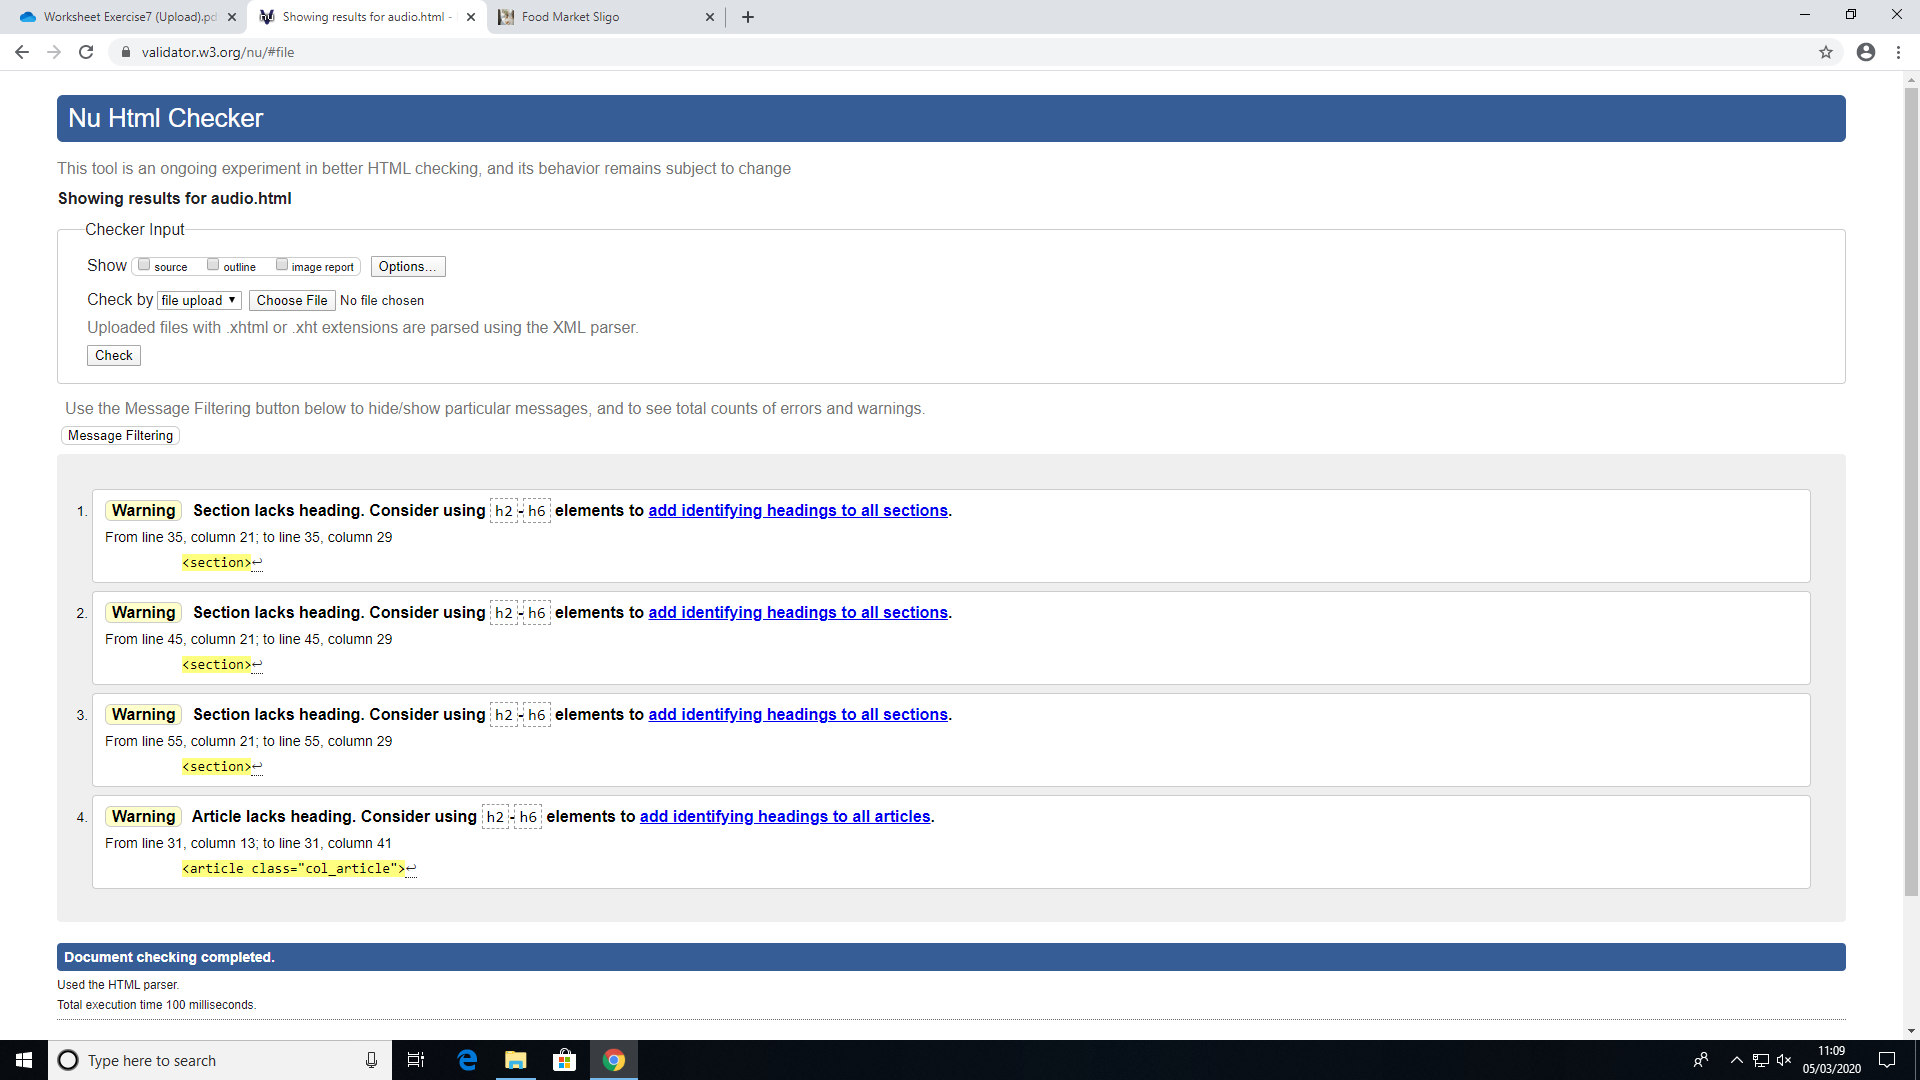 Worksheet Exercise7 (Upload).pd
Showing results for audio.html -
Food Market Sligo
validator.w3.org/nu/#file
Nu Html Checker
This tool is an ongoing experiment in better HTML checking, and its behavior remains subject to change
Showing results for audio.html
Checker Input
Show source outline image report Options...
Check by file upload Choose File No file chosen
Uploaded files with .xhtml or .xht extensions are parsed using the XML parser.
Check
Use the Message Filtering button below to hide/show particular messages, and to see total counts of errors and warnings.
Message Filtering
1. Warning Section lacks heading. Consider using h2-h6 elements to add identifying headings to all sections.
From line 35, column 21; to line 35, column 29
<section>↩
2. Warning Section lacks heading. Consider using h2-h6 elements to add identifying headings to all sections.
From line 45, column 21; to line 45, column 29
<section>↩
3. Warning Section lacks heading. Consider using h2-h6 elements to add identifying headings to all sections.
From line 55, column 21; to line 55, column 29
<section>↩
4. Warning Article lacks heading. Consider using h2-h6 elements to add identifying headings to all articles.
From line 31, column 13; to line 31, column 41
<article class="col_article">↩
Document checking completed.
Used the HTML parser.
Total execution time 100 milliseconds.
Type here to search
11:09
05/03/2020